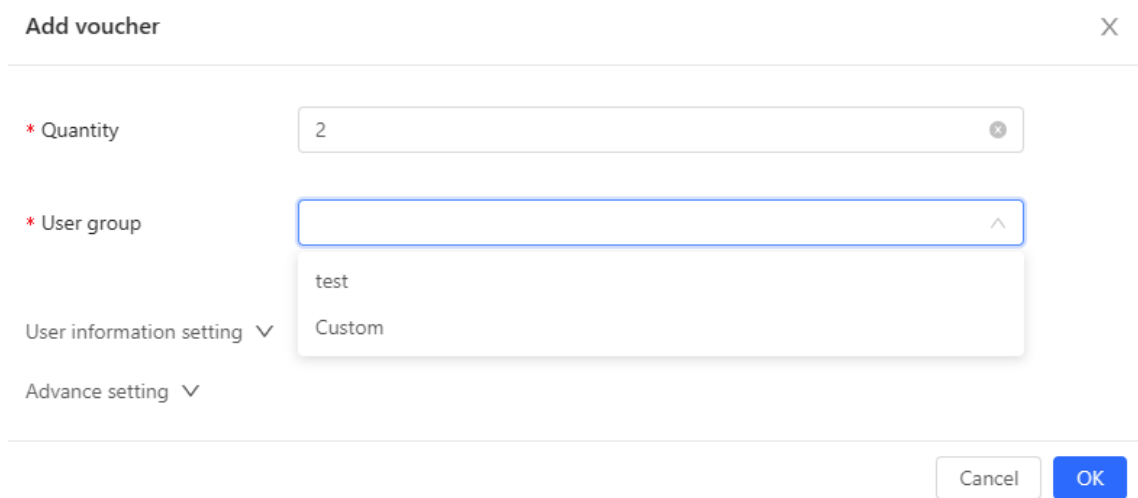 Add voucher
* Quantity
2
* User group
test
Custom
User information setting
Advance setting
Cancel
OK